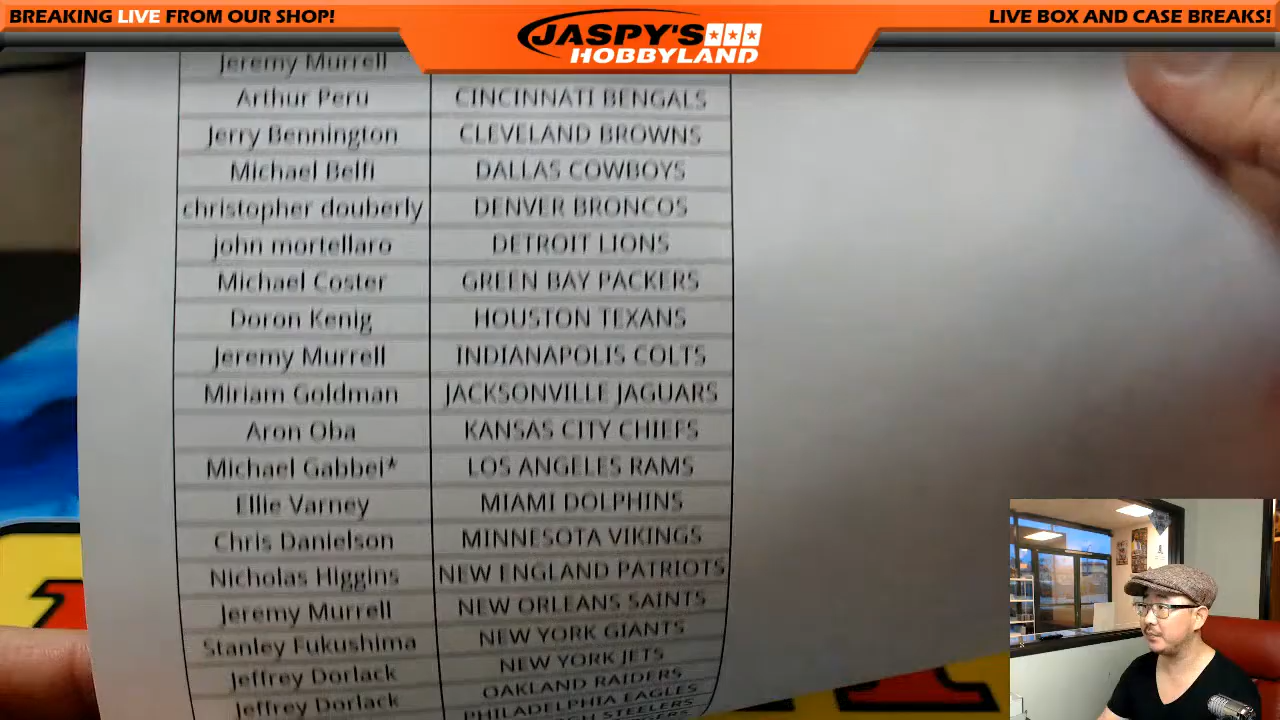 BREAKING LIVE FROM OUR SHOP!
JASPY'S
HOBBYLAND
LIVE BOX AND CASE BREAKS!
Jeremy Murrell
Arthur Peru CINCINNATI BENGALS
Jerry Bennington CLEVELAND BROWNS
Michael Belfi DALLAS COWBOYS
christopher douberly DENVER BRONCOS
john mortellaro DETROIT LIONS
Michael Coster GREEN BAY PACKERS
Doron Kenig HOUSTON TEXANS
Jeremy Murrell INDIANAPOLIS COLTS
Miriam Goldman JACKSONVILLE JAGUARS
Aron Oba KANSAS CITY CHIEFS
Michael Gabbei* LOS ANGELES RAMS
Ellie Varney MIAMI DOLPHINS
Chris Danielson MINNESOTA VIKINGS
Nicholas Higgins NEW ENGLAND PATRIOTS
Jeremy Murrell NEW ORLEANS SAINTS
Stanley Fukushima NEW YORK GIANTS
Jeffrey Dorlack NEW YORK JETS
Jeffrey Dorlack OAKLAND RAIDERS
PHILADELPHIA EAGLES
STEELERS